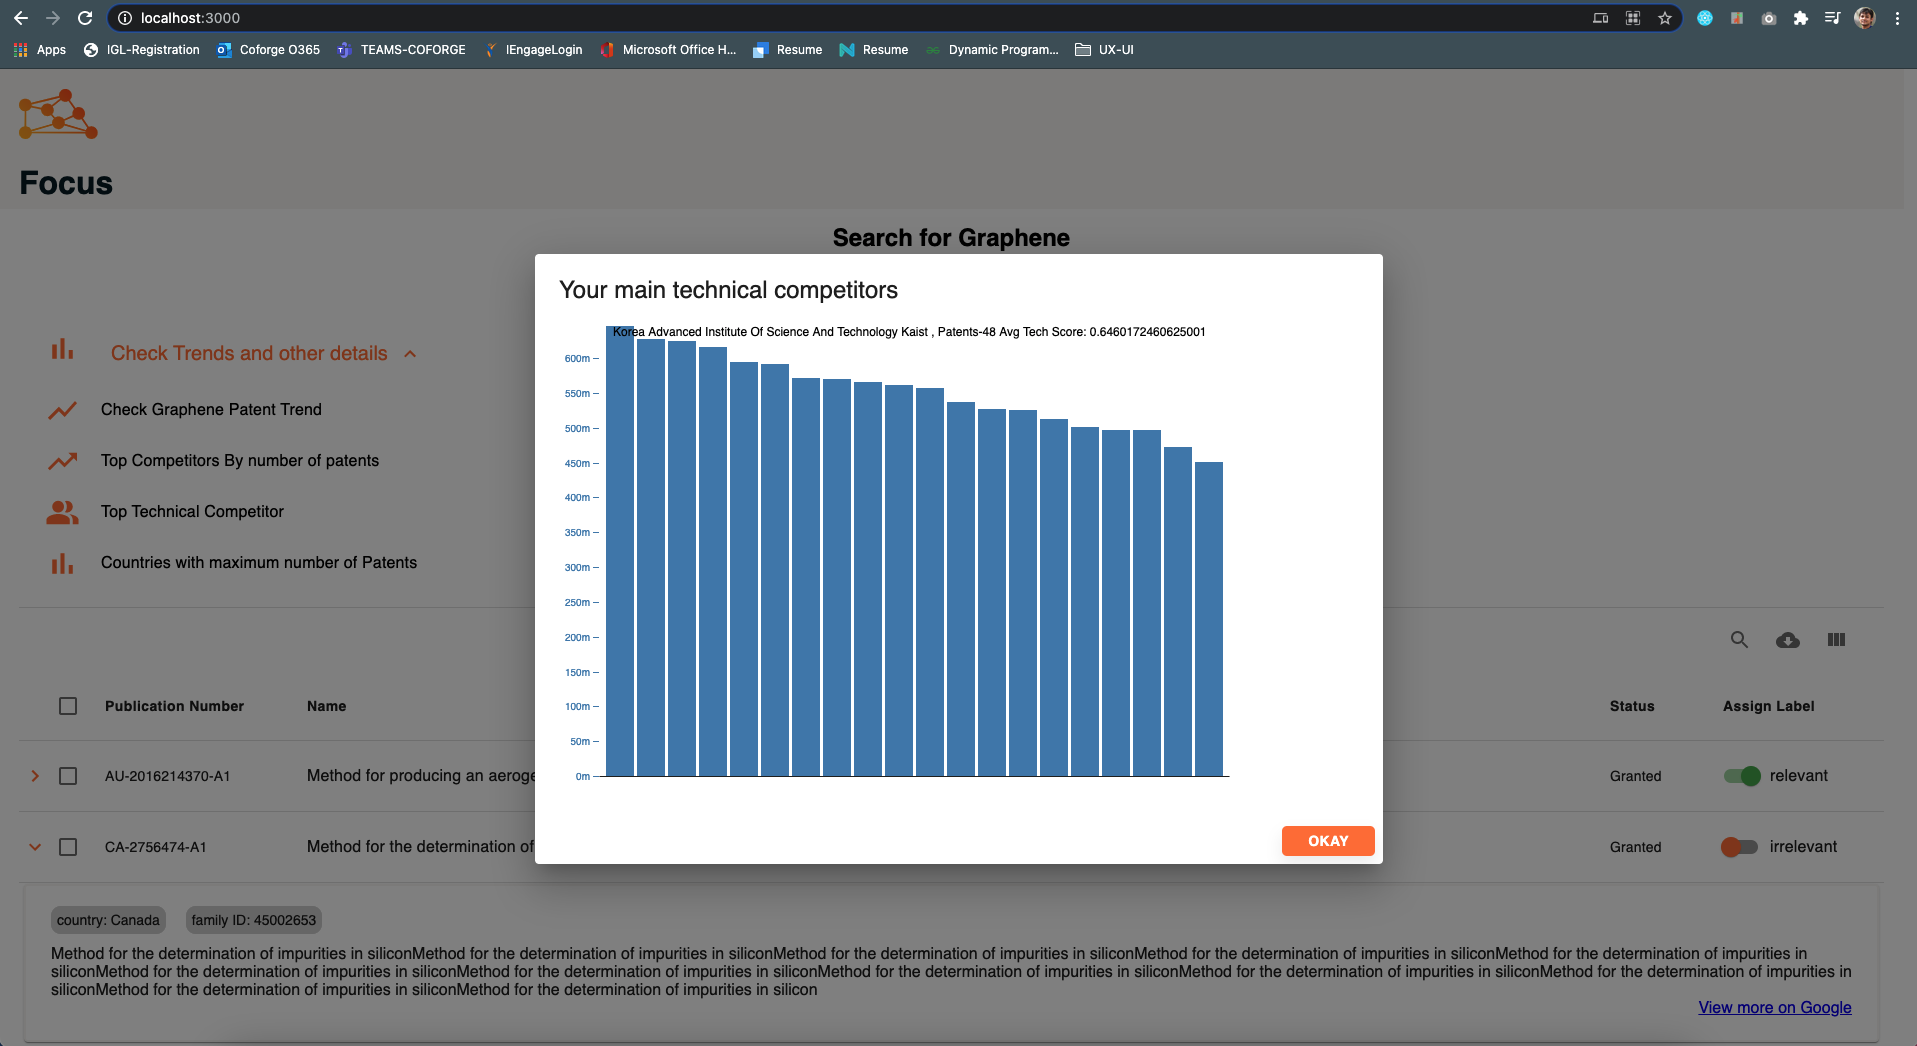 localhost:3000
Apps IGL-Registration Coforge O365 TEAMS-COFORGE IEngageLogin Microsoft Office H... Resume Resume Dynamic Program... UX-UI
Focus
Search for Graphene
Check Trends and other details
Check Graphene Patent Trend
Top Competitors By number of patents
Top Technical Competitor
Countries with maximum number of Patents
Your main technical competitors
Korea Advanced Institute Of Science And Technology Kaist , Patents-48 Avg Tech Score: 0.6460172460625001
600m
550m
500m
450m
400m
350m
300m
250m
200m
150m
100m
50m
0m
OKAY
Publication Number Name Status Assign Label
AU-2016214370-A1 Method for producing an aeroge Granted relevant
CA-2756474-A1 Method for the determination of Granted irrelevant
country: Canada family ID: 45002653
Method for the determination of impurities in siliconMethod for the determination of impurities in siliconMethod for the determination of impurities in siliconMethod for the determination of impurities in siliconMethod for the determination of impurities in
siliconMethod for the determination of impurities in siliconMethod for the determination of impurities in siliconMethod for the determination of impurities in siliconMethod for the determination of impurities in siliconMethod for the determination of impurities in
siliconMethod for the determination of impurities in siliconMethod for the determination of impurities in silicon
View more on Google